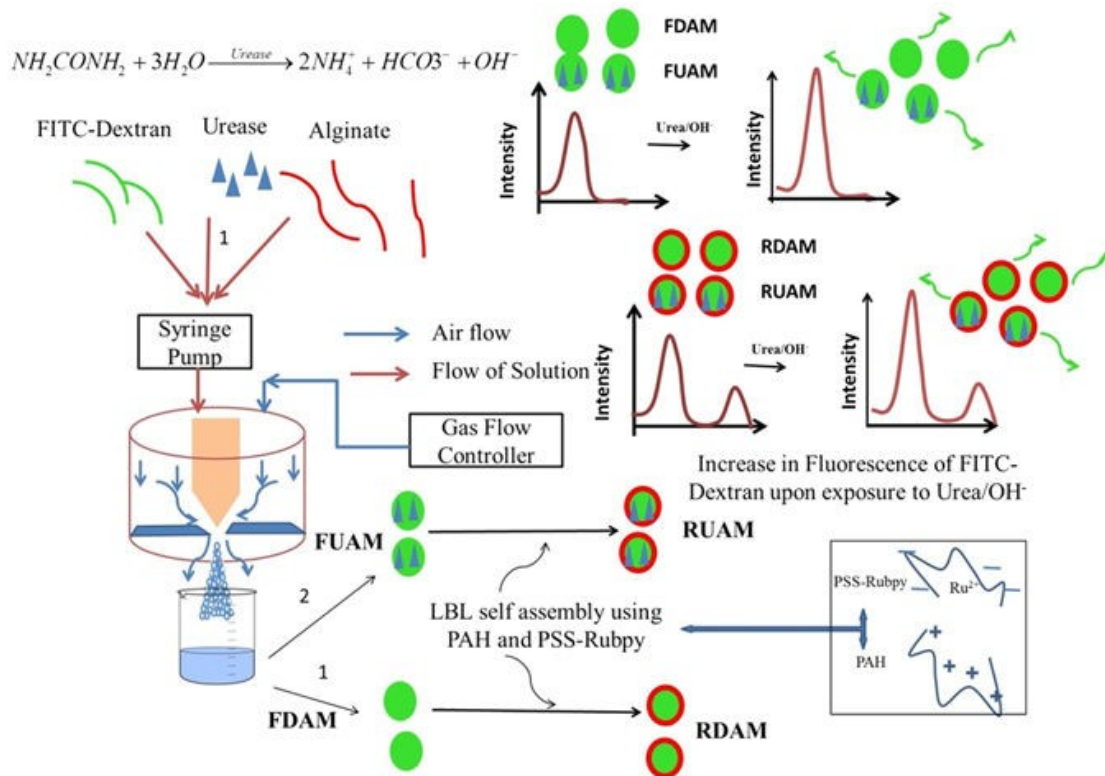 NH₂CONH₂ + 3H₂O Urease → 2NH₄⁺ + HCO3⁻ + OH⁻
FITC-Dextran
Urease
Alginate
1
Syringe
Pump
Air flow
Flow of Solution
Gas Flow
Controller
FDAM
FUAM
Intensity
Urea/OH⁻
Intensity
RDAM
RUAM
Intensity
Urea/OH⁻
Intensity
Increase in Fluorescence of FITC-
Dextran upon exposure to Urea/OH⁻
FUAM
RUAM
2
LBL self assembly using
PAH and PSS-Rubpy
1
FDAM
RDAM
PSS-Rubpy
Ru²⁺
PAH
+
+ +
+ +